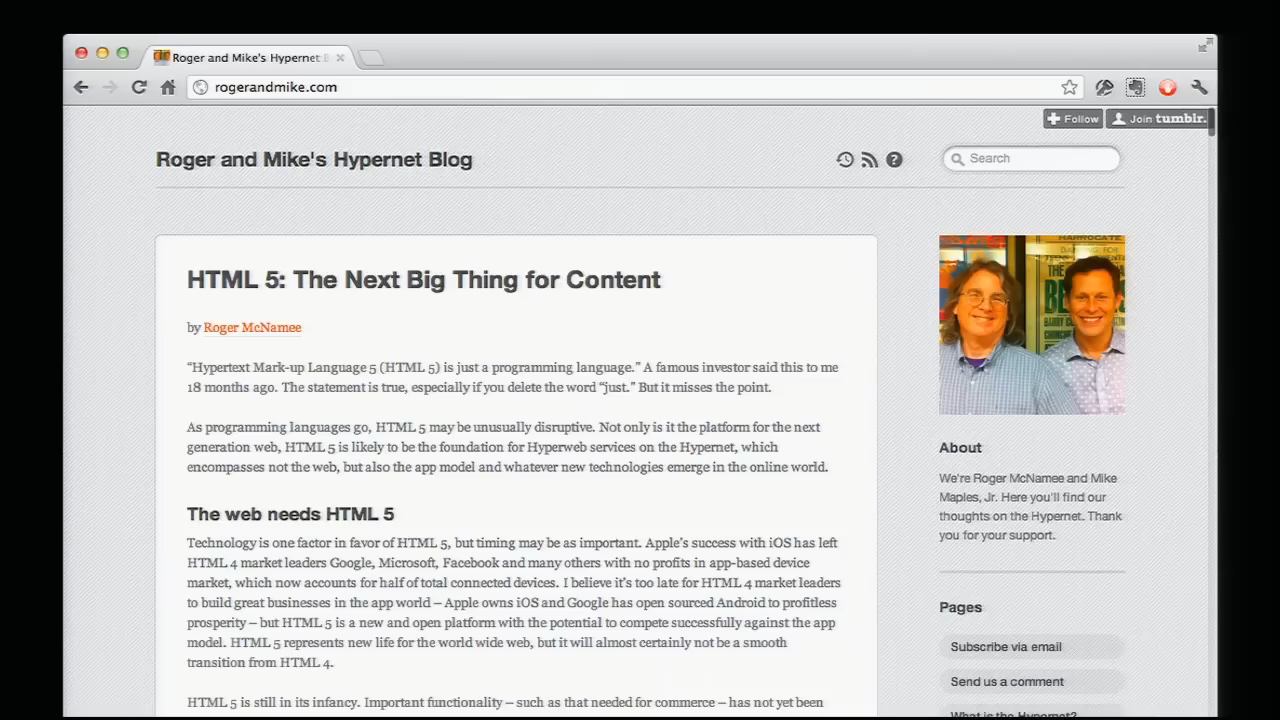 Roger and Mike's Hypernet B
rogerandmike.com
Follow
Join tumblr.
Roger and Mike's Hypernet Blog
Search
HTML 5: The Next Big Thing for Content
by Roger McNamee
“Hypertext Mark-up Language 5 (HTML 5) is just a programming language.” A famous investor said this to me
18 months ago. The statement is true, especially if you delete the word “just.” But it misses the point.
As programming languages go, HTML 5 may be unusually disruptive. Not only is it the platform for the next
generation web, HTML 5 is likely to be the foundation for Hyperweb services on the Hypernet, which
encompasses not the web, but also the app model and whatever new technologies emerge in the online world.
The web needs HTML 5
Technology is one factor in favor of HTML 5, but timing may be as important. Apple’s success with iOS has left
HTML 4 market leaders Google, Microsoft, Facebook and many others with no profits in app-based device
market, which now accounts for half of total connected devices. I believe it’s too late for HTML 4 market leaders
to build great businesses in the app world – Apple owns iOS and Google has open sourced Android to profitless
prosperity – but HTML 5 is a new and open platform with the potential to compete successfully against the app
model. HTML 5 represents new life for the world wide web, but it will almost certainly not be a smooth
transition from HTML 4.
HTML 5 is still in its infancy. Important functionality – such as that needed for commerce – has not yet been
HARROGATE
THE
About
We're Roger McNamee and Mike
Maples, Jr. Here you'll find our
thoughts on the Hypernet. Thank
you for your support.
Pages
Subscribe via email
Send us a comment
What is the Hypernet?